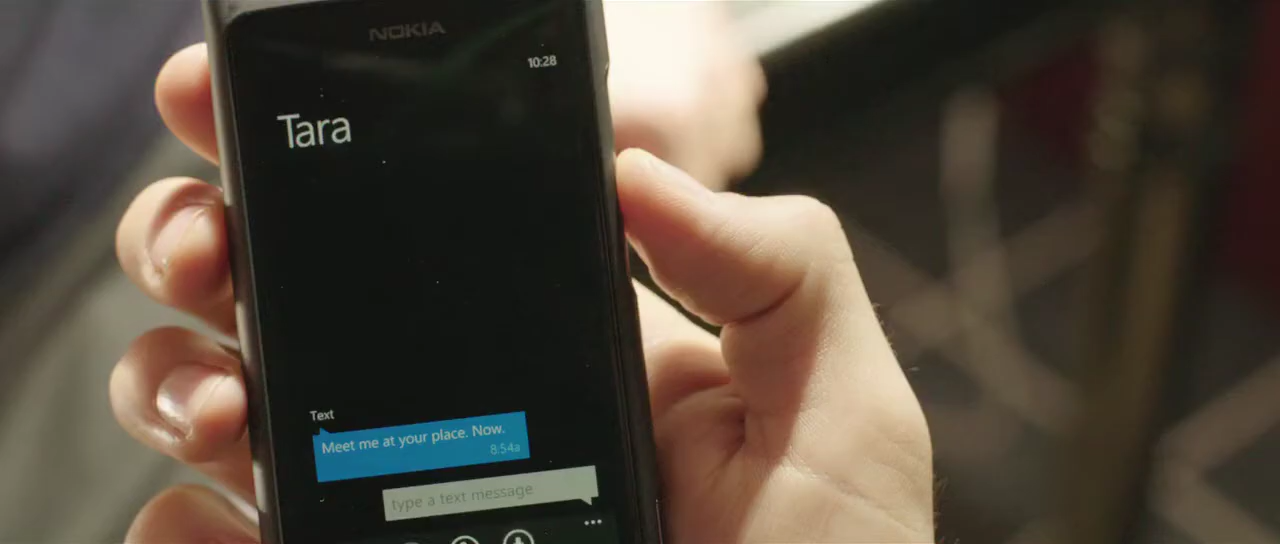 NOKIA
10:28
Tara
Text
Meet me at your place. Now.
8:54a
type a text message